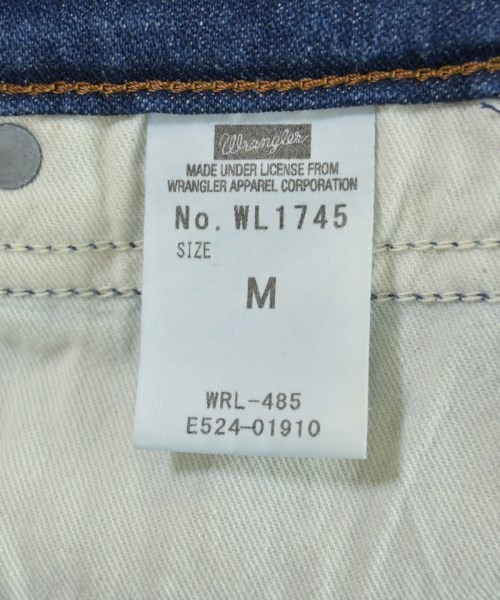 Wrangler
MADE UNDER LICENSE FROM
WRANGLER APPAREL CORPORATION
No. WL1745
SIZE
M
WRL-485
E524-01910